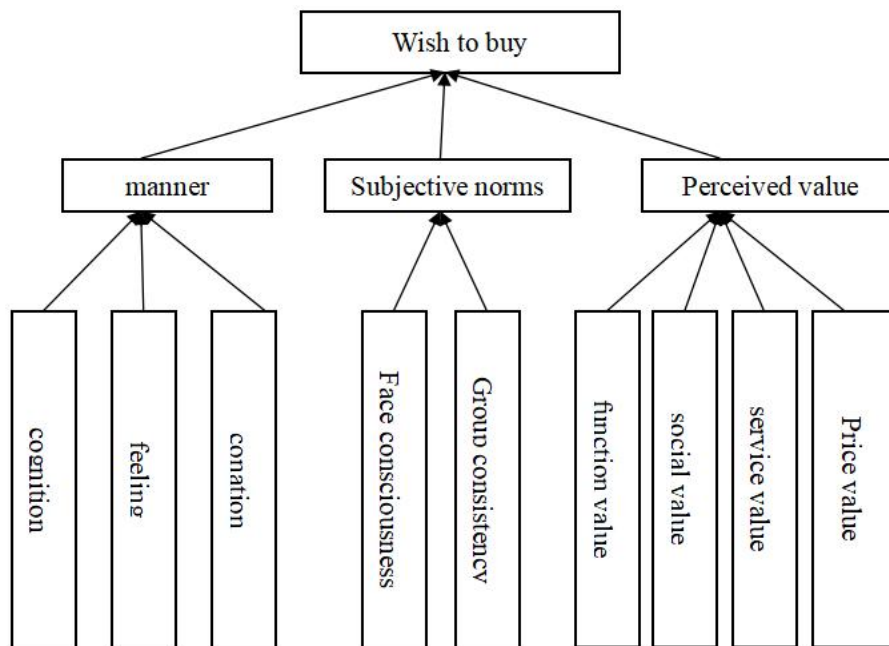 Wish to buy
manner
Subjective norms
Perceived value
cognition
feeling
conation
Face consciousness
Group consistency
function value
social value
service value
Price value